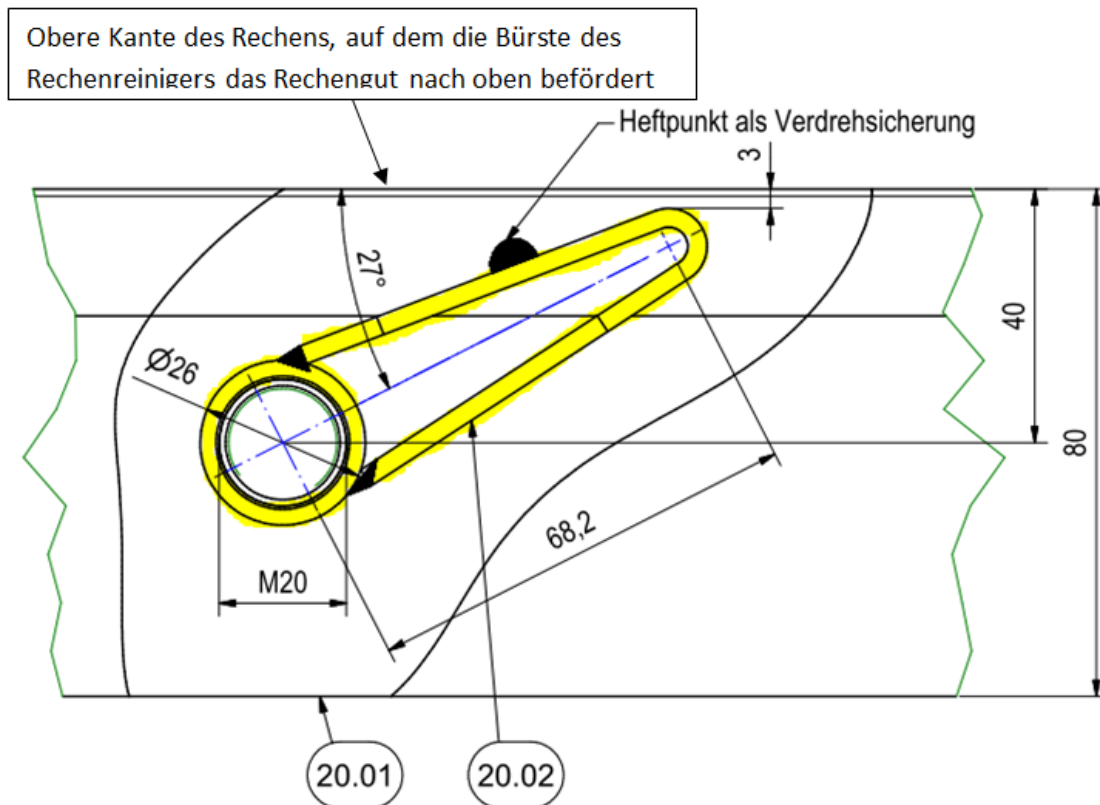 Obere Kante des Rechens, auf dem die Bürste des
Rechenreinigers das Rechengut nach oben befördert
Heftpunkt als Verdrehsicherung
3
27°
40
Ø26
80
68,2
M20
20.01
20.02